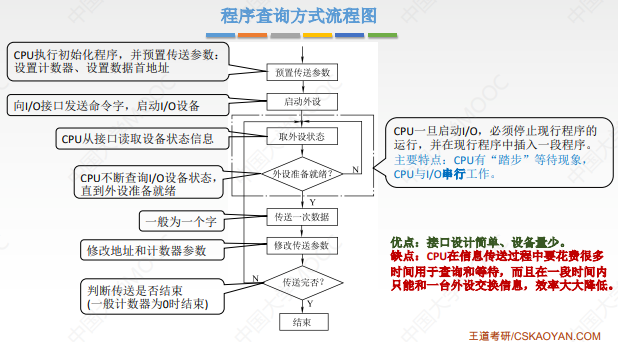 程序查询方式流程图
CPU执行初始化程序，并预置传送参数：
设置计数器、设置数据首地址
预置传送参数
向I/O接口发送命令字，启动I/O设备
启动外设
CPU从接口读取设备状态信息
取外设状态
CPU一旦启动I/O，必须停止现行程序的
运行，并在现行程序中插入一段程序。
主要特点：CPU有“踏步”等待现象，
CPU与I/O串行工作。
CPU不断查询I/O设备状态，
直到外设准备就绪
外设准备就绪？
N
Y
一般为一个字
传送一次数据
修改地址和计数器参数
修改传送参数
优点：接口设计简单、设备量少。
缺点：CPU在信息传送过程中要花费很多
时间用于查询和等待，而且在一段时间内
只能和一台外设交换信息，效率大大降低。
判断传送是否结束
(一般计数器为0时结束)
N
传送完否？
Y
结束
王道考研/CSKAOYAN.COM
中国大学MOOC